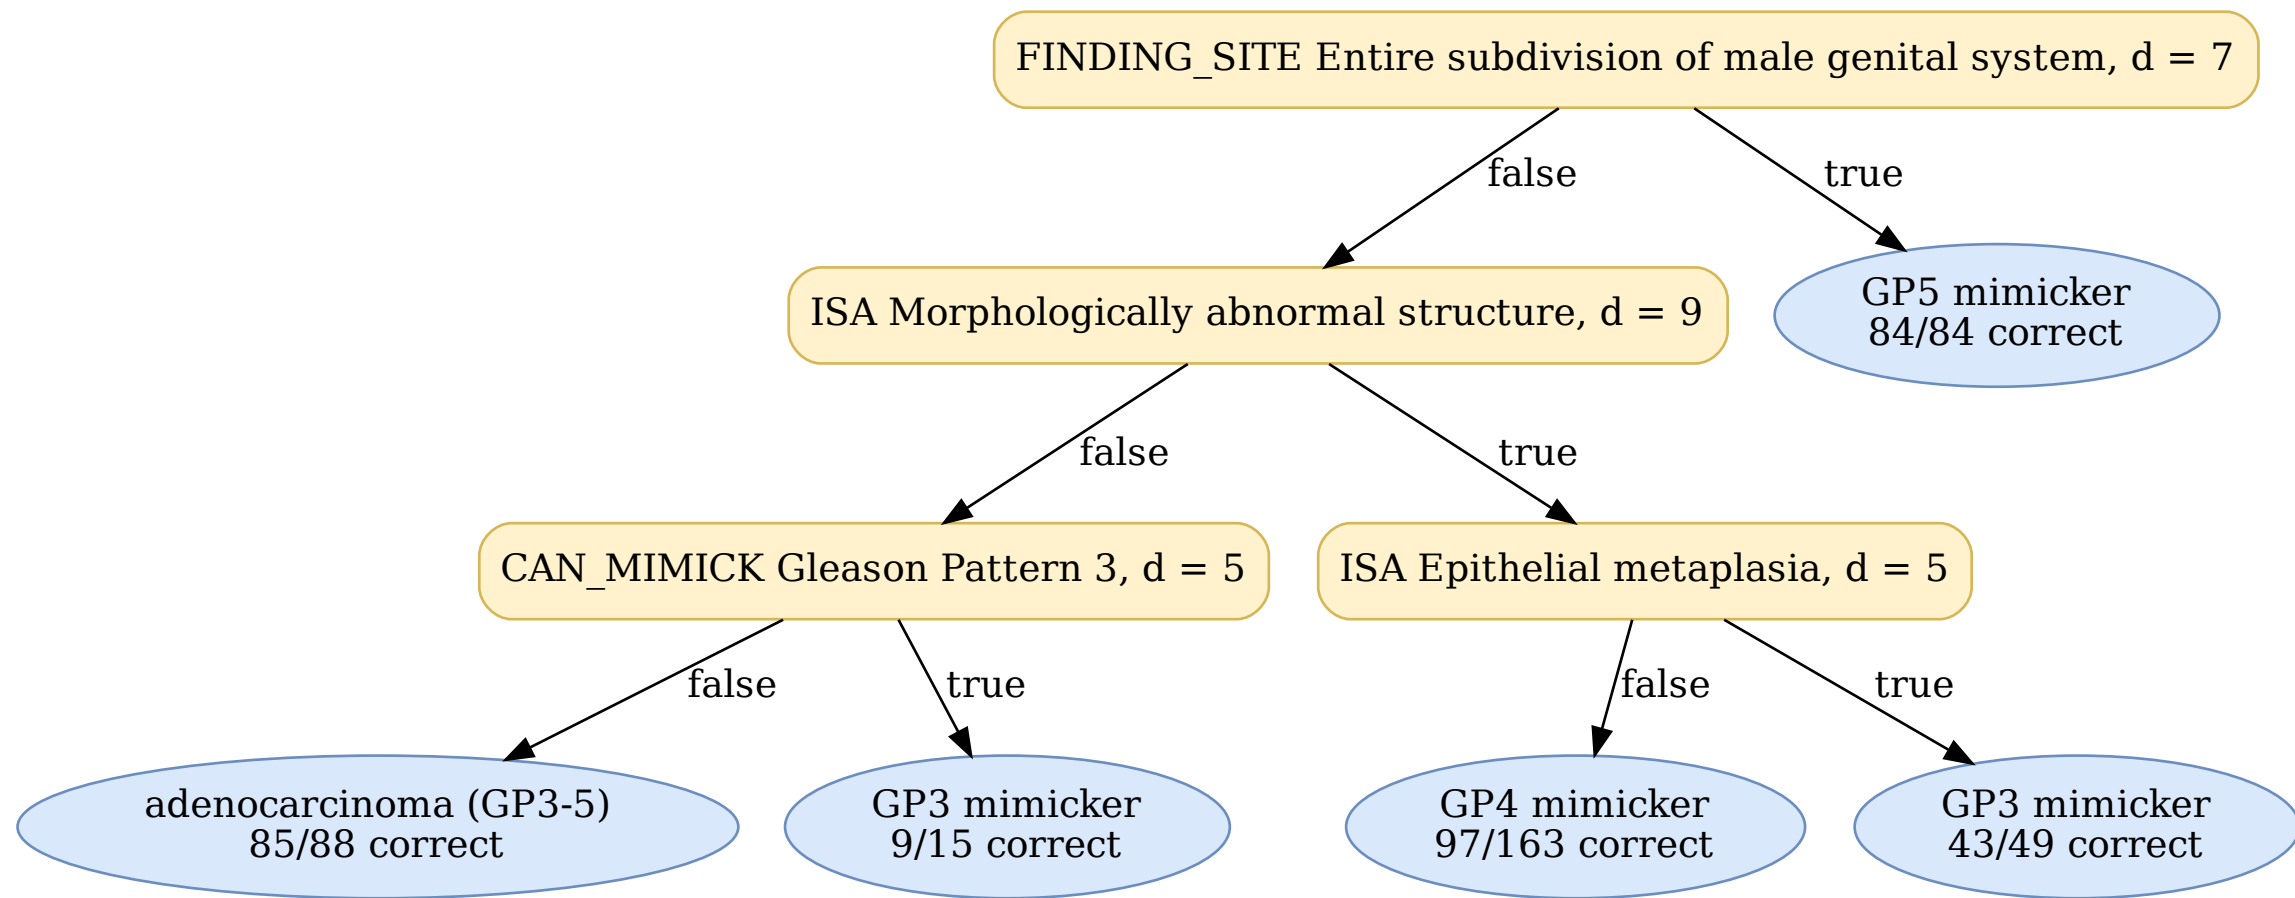 FINDING_SITE Entire subdivision of male genital system, d = 7
false
true
ISA Morphologically abnormal structure, d = 9
GP5 mimicker
84/84 correct
false
true
CAN_MIMICK Gleason Pattern 3, d = 5
ISA Epithelial metaplasia, d = 5
false
true
false
true
adenocarcinoma (GP3-5)
85/88 correct
GP3 mimicker
9/15 correct
GP4 mimicker
97/163 correct
GP3 mimicker
43/49 correct